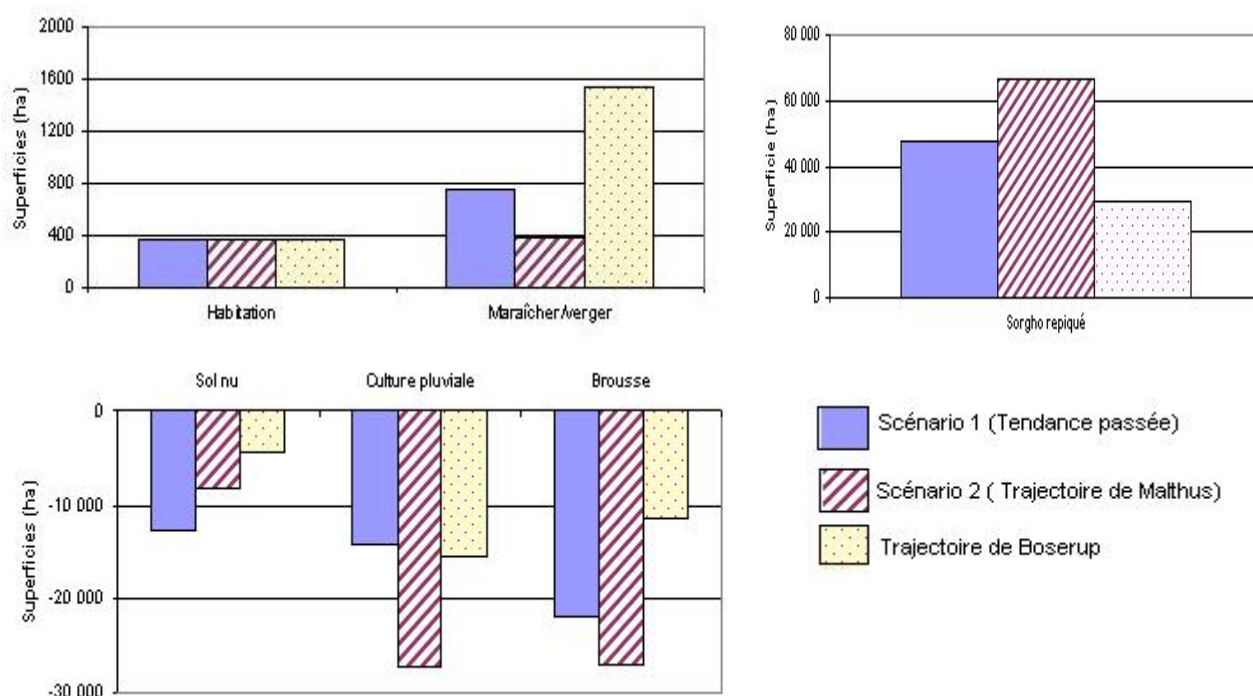 2000
1600
1200
800
400
0
Superficies (ha)
Habitation
Maraîcher/verger
80 000
60 000
40 000
20 000
0
Superficie (ha)
Sorgho repiqué
Sol nu
Culture pluviale
Brousse
0
-10 000
-20 000
-30 000
Superficies (ha)
Scénario 1 (Tendance passée)
Scénario 2 ( Trajectoire de Malthus)
Trajectoire de Boserup